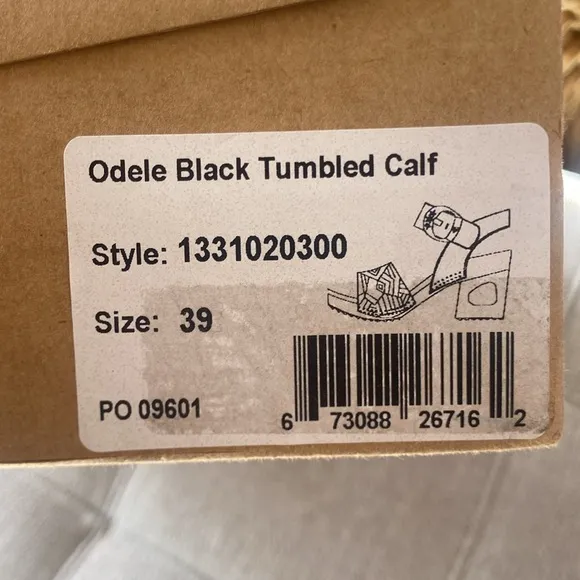 Odele Black Tumbled Calf
Style: 1331020300
Size: 39
PO 09601
6 73088 26716 2